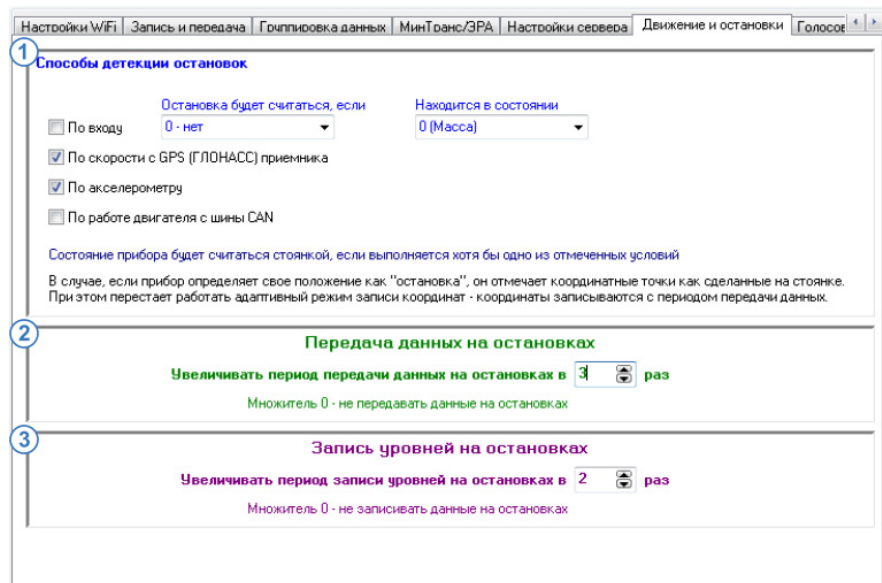 Настройки WiFi Запись и передача Группировка данных МинТранс/ЭРА Настройки сервера Движение и остановки Голосов
1
Способы детекции остановок
Остановка будет считаться, если Находится в состоянии
По входу 0 - нет 0 (Масса)
По скорости с GPS (ГЛОНАСС) приемника
По акселерометру
По работе двигателя с шины CAN
Состояние прибора будет считаться стоянкой, если выполняется хотя бы одно из отмеченных условий
В случае, если прибор определяет свое положение как "остановка", он отмечает координатные точки как сделанные на стоянке.
При этом перестает работать адаптивный режим записи координат - координаты записываются с периодом передачи данных.
2
Передача данных на остановках
Увеличивать период передачи данных на остановках в 3 раз
Множитель 0 - не передавать данные на остановках
3
Запись уровней на остановках
Увеличивать период записи уровней на остановках в 2 раз
Множитель 0 - не записывать данные на остановках